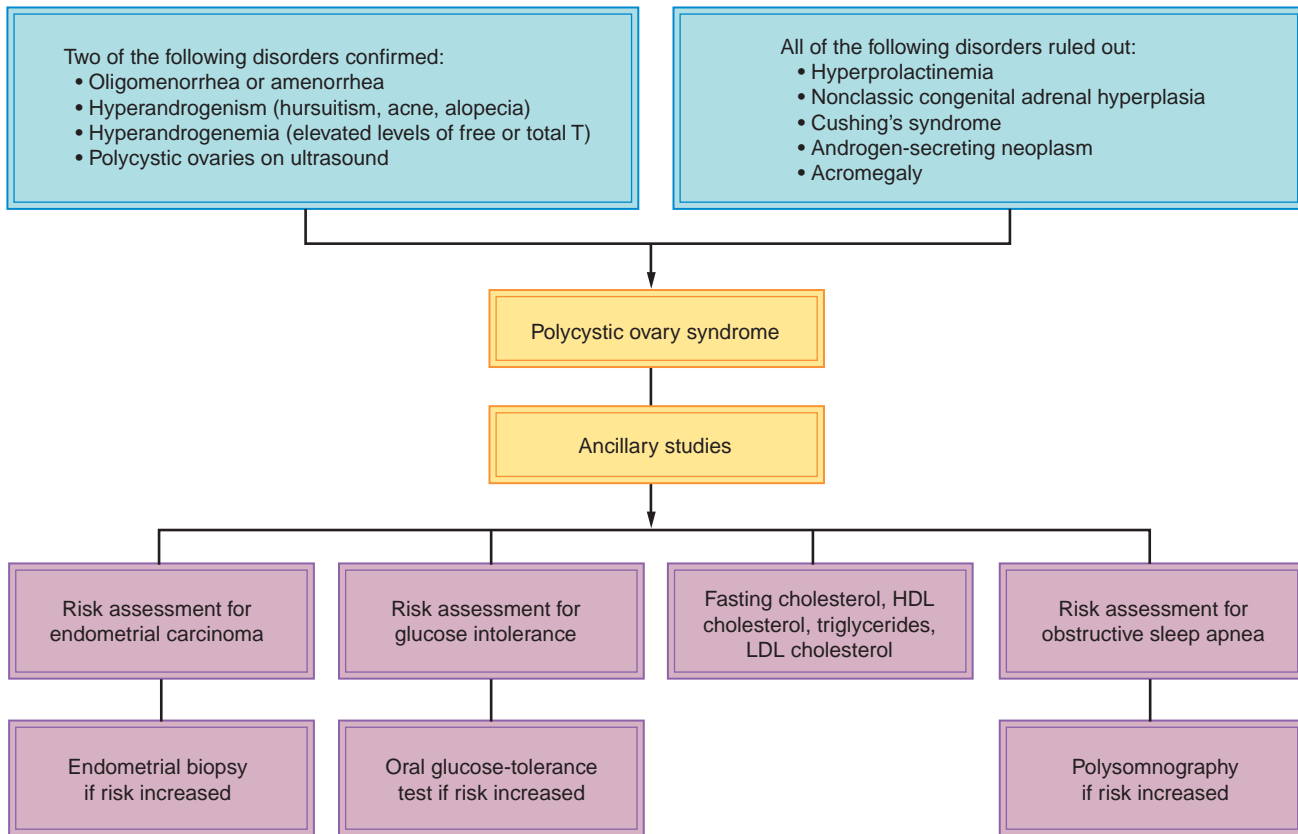 Two of the following disorders confirmed:
• Oligomenorrhea or amenorrhea
• Hyperandrogenism (hursuitism, acne, alopecia)
• Hyperandrogenemia (elevated levels of free or total T)
• Polycystic ovaries on ultrasound
All of the following disorders ruled out:
• Hyperprolactinemia
• Nonclassic congenital adrenal hyperplasia
• Cushing's syndrome
• Androgen-secreting neoplasm
• Acromegaly
Polycystic ovary syndrome
Ancillary studies
Risk assessment for
endometrial carcinoma
Risk assessment for
glucose intolerance
Fasting cholesterol, HDL
cholesterol, triglycerides,
LDL cholesterol
Risk assessment for
obstructive sleep apnea
Endometrial biopsy
if risk increased
Oral glucose-tolerance
test if risk increased
Polysomnography
if risk increased